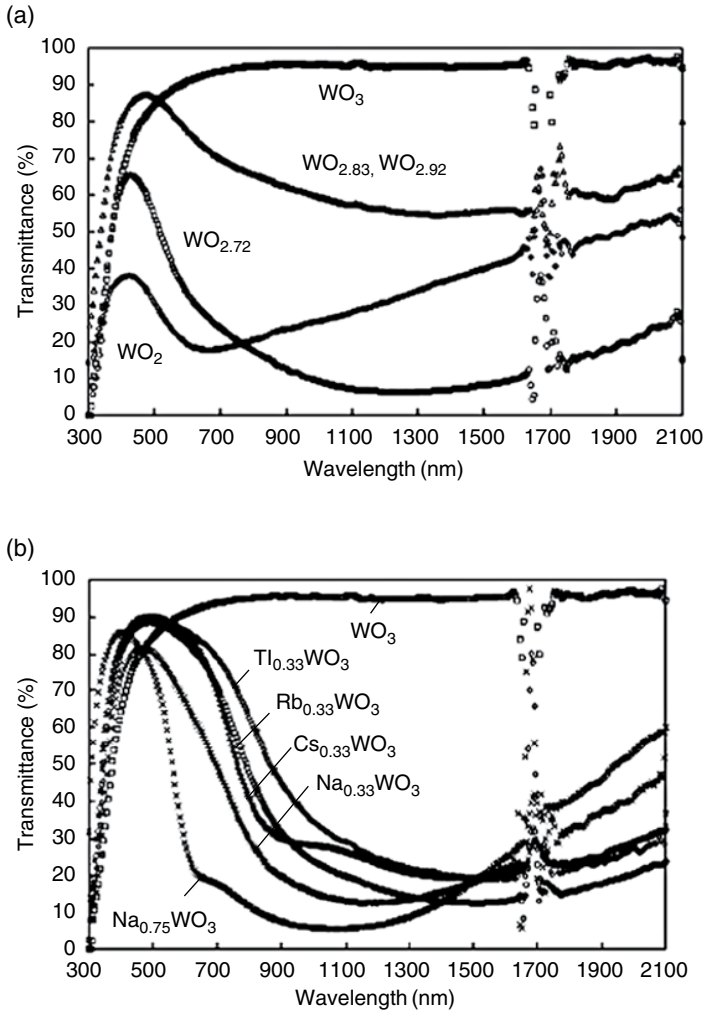 (a)
100
90
80
70
60
50
40
30
20
10
0
Transmittance (%)
WO₃
WO₂.₈₃, WO₂.₉₂
WO₂.₇₂
WO₂
300 500 700 900 1100 1300 1500 1700 1900 2100
Wavelength (nm)
(b)
100
90
80
70
60
50
40
30
20
10
0
Transmittance (%)
WO₃
Tl₀.₃₃WO₃
Rb₀.₃₃WO₃
Cs₀.₃₃WO₃
Na₀.₃₃WO₃
Na₀.₇₅WO₃
300 500 700 900 1100 1300 1500 1700 1900 2100
Wavelength (nm)